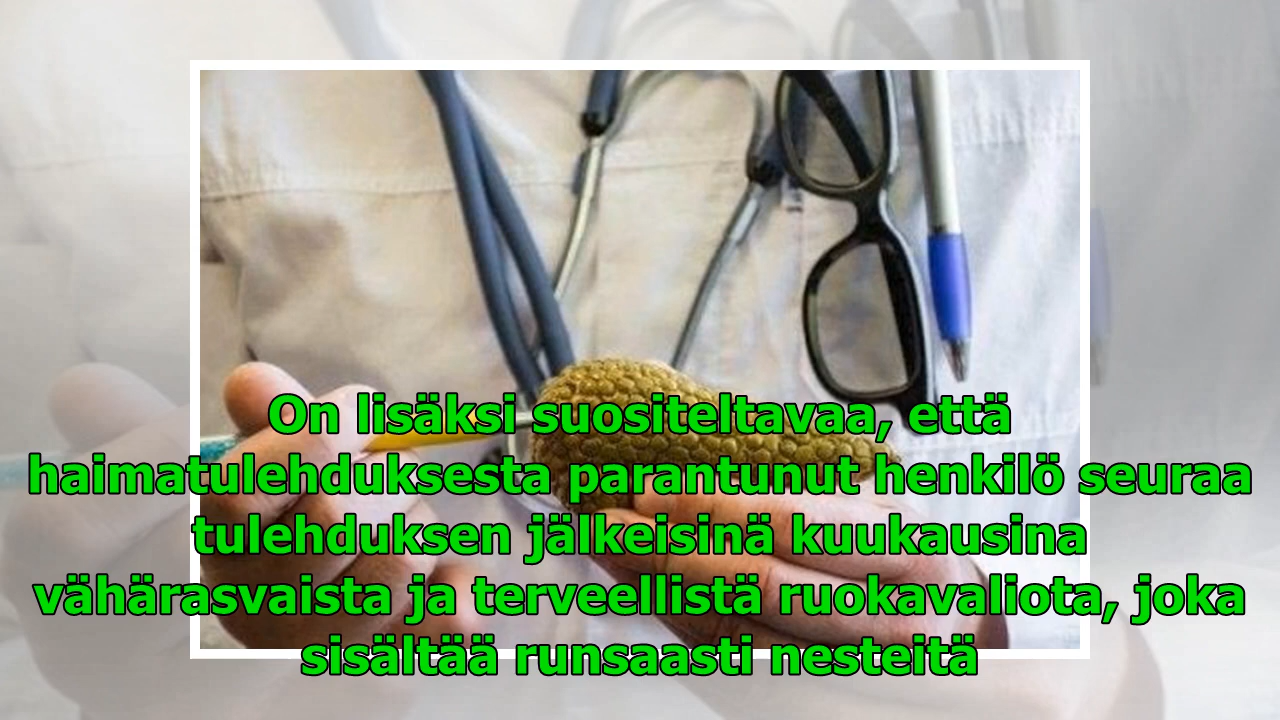 On lisäksi suositeltavaa, että
haimatulehduksesta parantunut henkilö seuraa
tulehduksen jälkeisinä kuukausina
vähärasvaista ja terveellistä ruokavaliota, joka
sisältää runsaasti nesteitä